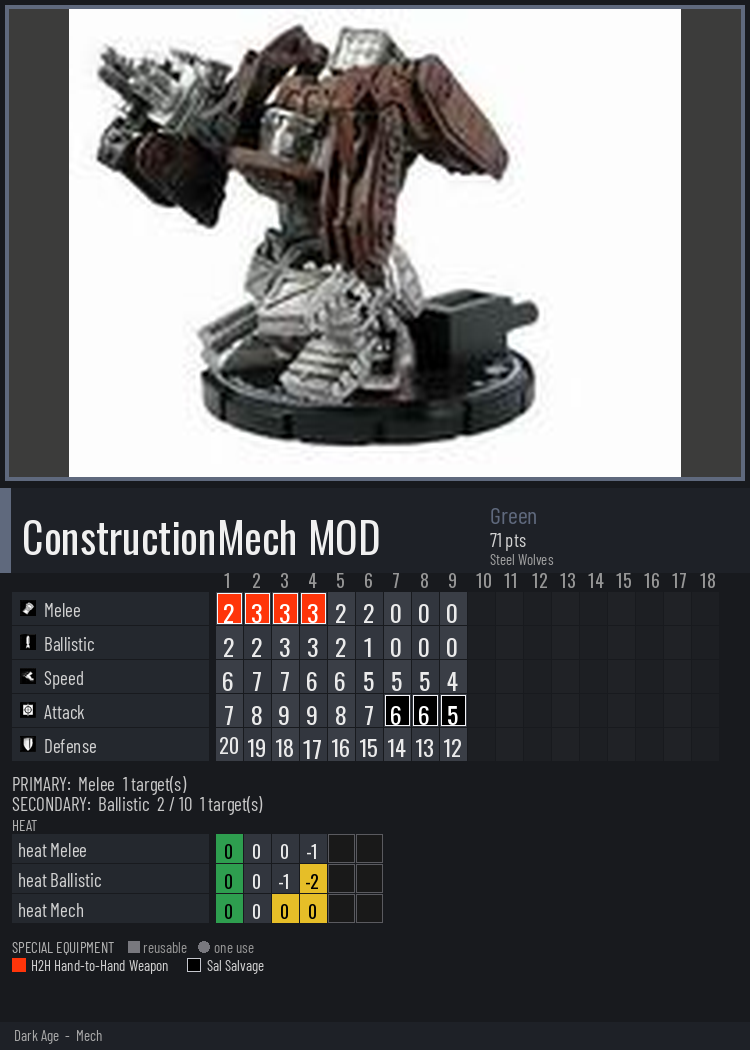 ConstructionMech MOD
Green
71 pts
Steel Wolves
1 2 3 4 5 6 7 8 9 10 11 12 13 14 15 16 17 18
Melee 2 3 3 3 2 2 0 0 0
Ballistic 2 2 3 3 2 1 0 0 0
Speed 6 7 7 6 6 5 5 5 4
Attack 7 8 9 9 8 7 6 6 5
Defense 20 19 18 17 16 15 14 13 12
PRIMARY: Melee 1 target(s)
SECONDARY: Ballistic 2 / 10 1 target(s)
HEAT
heat Melee 0 0 0 -1
heat Ballistic 0 0 -1 -2
heat Mech 0 0 0 0
SPECIAL EQUIPMENT reusable one use
H2H Hand-to-Hand Weapon Sal Salvage
Dark Age - Mech